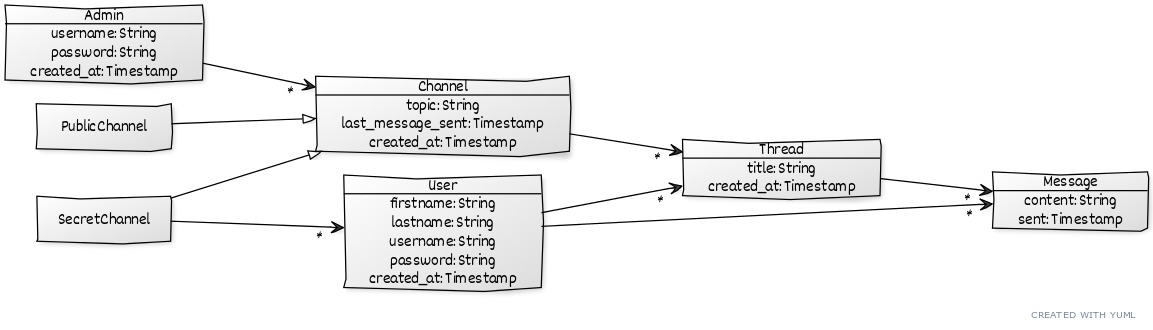 Admin
username: String
password: String
created_at: Timestamp
*
PublicChannel
SecretChannel
*
Channel
topic: String
last_message_sent: Timestamp
created_at: Timestamp
*
User
firstname: String
lastname: String
username: String
password: String
created_at: Timestamp
*
*
Thread
title: String
created_at: Timestamp
*
Message
content: String
sent: Timestamp
CREATED WITH YUML